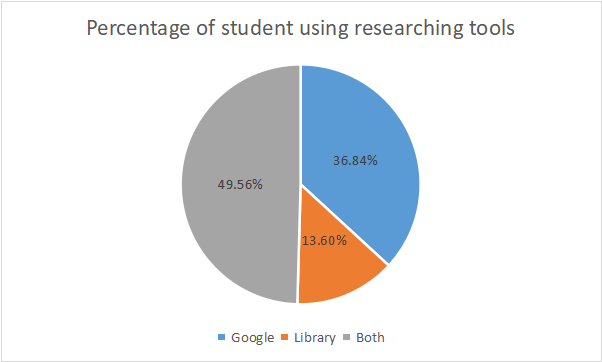 Percentage of student using researching tools
36.84%
49.56%
13.60%
Google Library Both